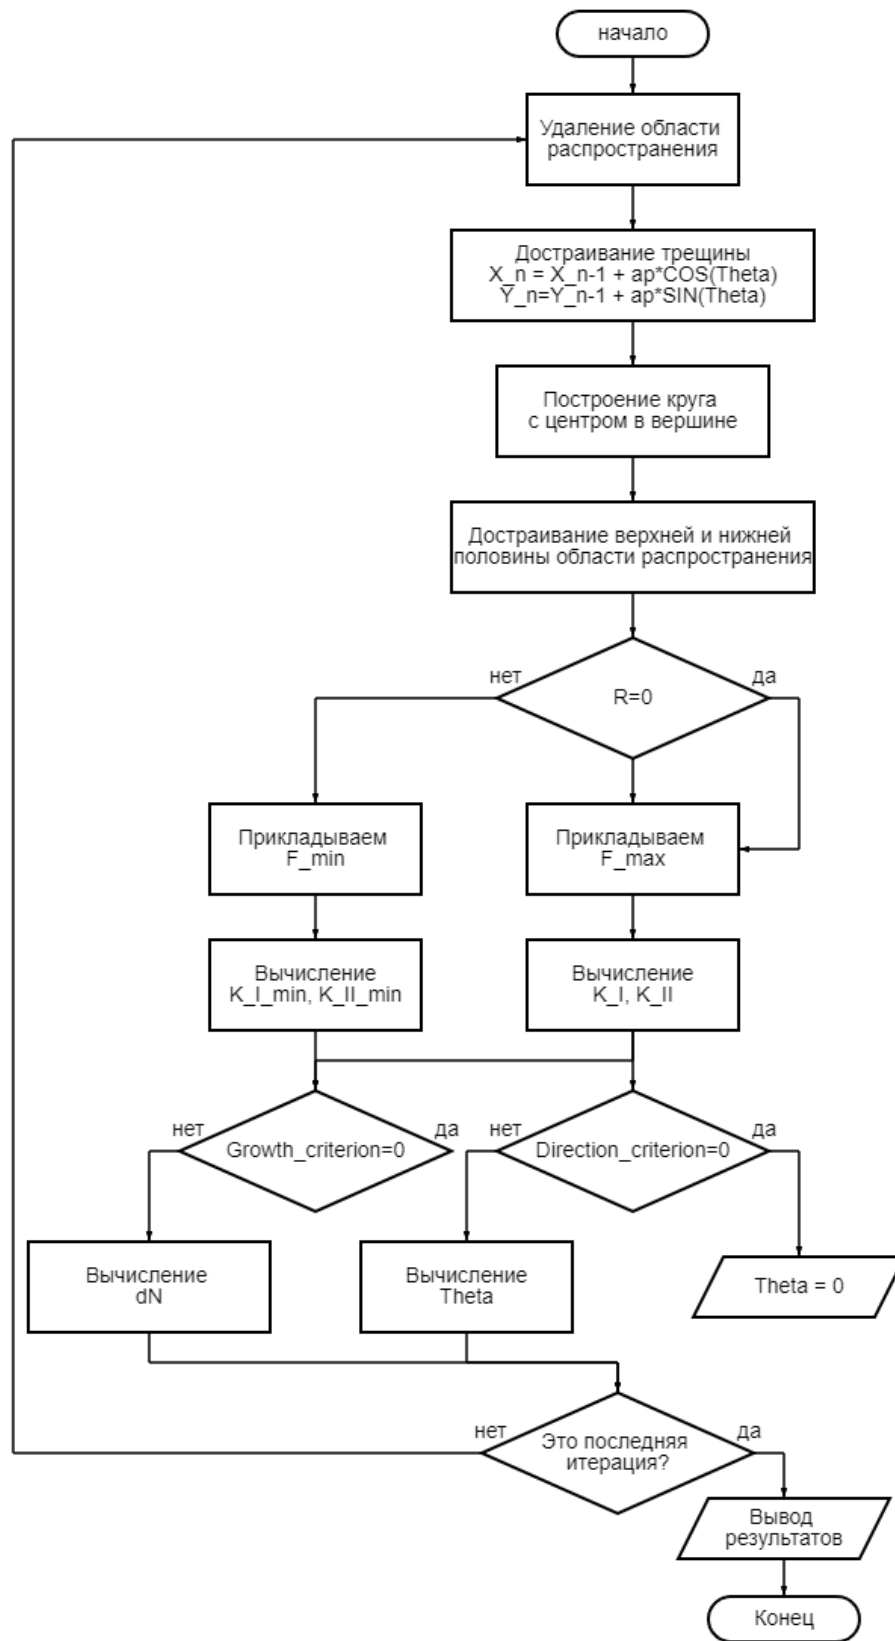 начало
Удаление области
распространения
Достраивание трещины
X_n = X_n-1 + ap*COS(Theta)
Y_n=Y_n-1 + ap*SIN(Theta)
Построение круга
с центром в вершине
Достраивание верхней и нижней
половины области распространения
нет
да
R=0
Прикладываем
F_min
Прикладываем
F_max
Вычисление
K_I_min, K_II_min
Вычисление
K_I, K_II
нет
да
Growth_criterion=0
нет
да
Direction_criterion=0
Вычисление
dN
Вычисление
Theta
Theta = 0
нет
да
Это последняя
итерация?
Вывод
результатов
Конец